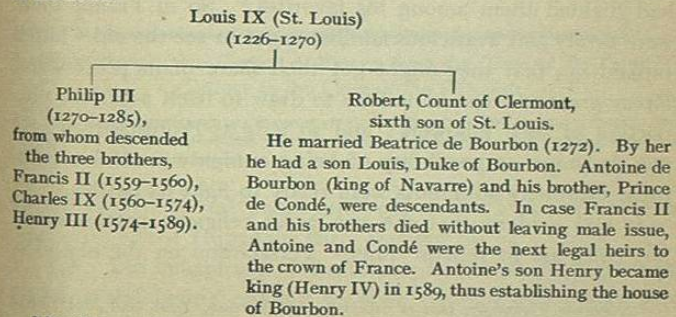 Louis IX (St. Louis)
(1226–1270)
Philip III
(1270–1285),
from whom descended
the three brothers,
Francis II (1559–1560),
Charles IX (1560–1574),
Henry III (1574–1589).
Robert, Count of Clermont,
sixth son of St. Louis.
He married Beatrice de Bourbon (1272). By her
he had a son Louis, Duke of Bourbon. Antoine de
Bourbon (king of Navarre) and his brother, Prince
de Condé, were descendants. In case Francis II
and his brothers died without leaving male issue,
Antoine and Condé were the next legal heirs to
the crown of France. Antoine's son Henry became
king (Henry IV) in 1589, thus establishing the house
of Bourbon.